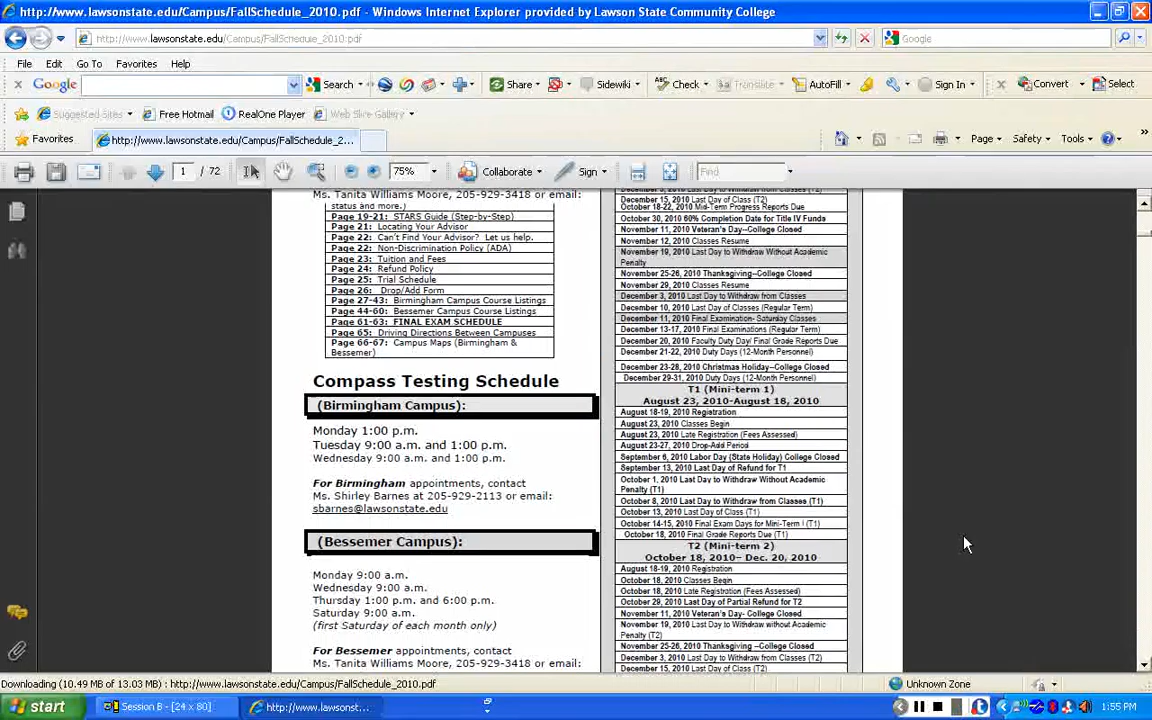 http://www.lawsonstate.edu/Campus/FallSchedule_2010.pdf - Windows Internet Explorer provided by Lawson State Community College
http://www.lawsonstate.edu/Campus/FallSchedule_2010.pdf
Google
File Edit Go To Favorites Help
Google Search Share Sidewiki Check Translate AutoFill Sign In Convert Select
Suggested Sites Free Hotmail RealOne Player Web Slice Gallery
Favorites http://www.lawsonstate.edu/Campus/FallSchedule_2... Page Safety Tools
1 / 72 75% Collaborate Sign Find
Ms. Tanita Williams Moore, 205-929-3418 or email:
status and more.)
Page 19-21: STARS Guide (Step-by-Step)
Page 21: Locating Your Advisor
Page 22: Can't Find Your Advisor? Let us help.
Page 22: Non-Discrimination Policy (ADA)
Page 23: Tuition and Fees
Page 24: Refund Policy
Page 25: Trial Schedule
Page 26: Drop/Add Form
Page 27-43: Birmingham Campus Course Listings
Page 44-60: Bessemer Campus Course Listings
Page 61-63: FINAL EXAM SCHEDULE
Page 65: Driving Directions Between Campuses
Page 66-67: Campus Maps (Birmingham &
Bessemer)
Compass Testing Schedule
(Birmingham Campus):
Monday 1:00 p.m.
Tuesday 9:00 a.m. and 1:00 p.m.
Wednesday 9:00 a.m. and 1:00 p.m.
For Birmingham appointments, contact
Ms. Shirley Barnes at 205-929-2113 or email:
sbarnes@lawsonstate.edu
(Bessemer Campus):
Monday 9:00 a.m.
Wednesday 9:00 a.m.
Thursday 1:00 p.m. and 6:00 p.m.
Saturday 9:00 a.m.
(first Saturday of each month only)
For Bessemer appointments, contact
Ms. Tanita Williams Moore, 205-929-3418 or email:
December 3, 2010 Last Day to Withdraw from Classes (T2)
December 15, 2010 Last Day of Class (T2)
October 18-22, 2010 Mid-Term Progress Reports Due
October 30, 2010 60% Completion Date for Title IV Funds
November 11, 2010 Veteran's Day--College Closed
November 12, 2010 Classes Resume
November 19, 2010 Last Day to Withdraw Without Academic
Penalty
November 25-26, 2010 Thanksgiving--College Closed
November 29, 2010 Classes Resume
December 3, 2010 Last Day to Withdraw from Classes
December 10, 2010 Last Day of Classes (Regular Term)
December 11, 2010 Final Examination- Saturday Classes
December 13-17, 2010 Final Examinations (Regular Term)
December 20, 2010 Faculty Duty Day/ Final Grade Reports Due
December 21-22, 2010 Duty Days (12-Month Personnel)
December 23-28, 2010 Christmas Holiday--College Closed
December 29-31, 2010 Duty Days (12-Month Personnel)
T1 (Mini-term 1)
August 23, 2010-August 18, 2010
August 18-19, 2010 Registration
August 23, 2010 Classes Begin
August 23, 2010 Late Registration (Fees Assessed)
August 23-27, 2010 Drop-Add Period
September 6, 2010 Labor Day (State Holiday) College Closed
September 13, 2010 Last Day of Refund for T1
October 1, 2010 Last Day to Withdraw Without Academic
Penalty (T1)
October 8, 2010 Last Day to Withdraw from Classes (T1)
October 13, 2010 Last Day of Class (T1)
October 14-15, 2010 Final Exam Days for Mini-Term I (T1)
October 18, 2010 Final Grade Reports Due (T1)
T2 (Mini-term 2)
October 18, 2010– Dec. 20, 2010
August 18-19, 2010 Registration
October 18, 2010 Classes Begin
October 18, 2010 Late Registration (Fees Assessed)
October 29, 2010 Last Day of Partial Refund for T2
November 11, 2010 Veteran's Day- College Closed
November 19, 2010 Last Day to Withdraw without Academic
Penalty (T2)
November 25-26, 2010 Thanksgiving --College Closed
December 3, 2010 Last Day to Withdraw from Classes (T2)
December 15, 2010 Last Day of Class (T2)
Downloading (10.49 MB of 13.03 MB) : http://www.lawsonstate.edu/Campus/FallSchedule_2010.pdf Unknown Zone
start Session B - [24 x 80] http://www.lawsonst... 1:55 PM